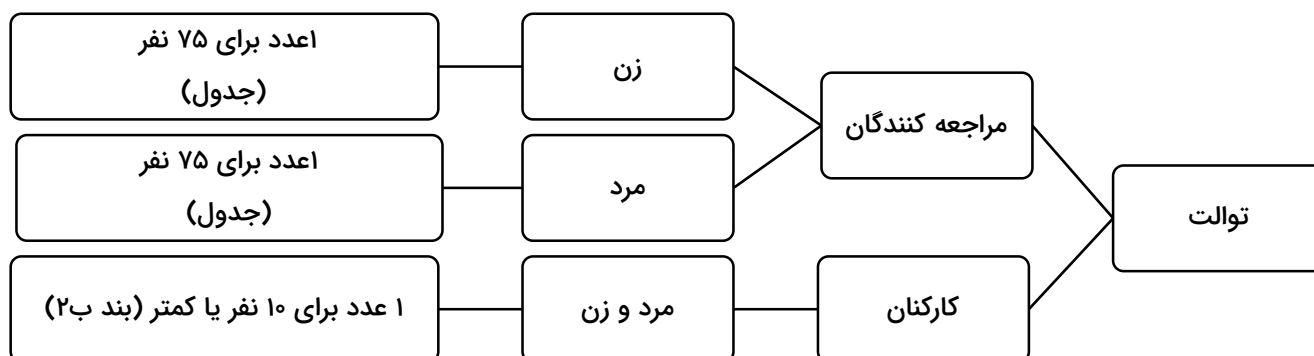 توالت
مراجعه کنندگان
زن
۱عدد برای ۷۵ نفر
(جدول)
مرد
۱عدد برای ۷۵ نفر
(جدول)
کارکنان
مرد و زن
۱ عدد برای ۱۰ نفر یا کمتر (بند ب۲)